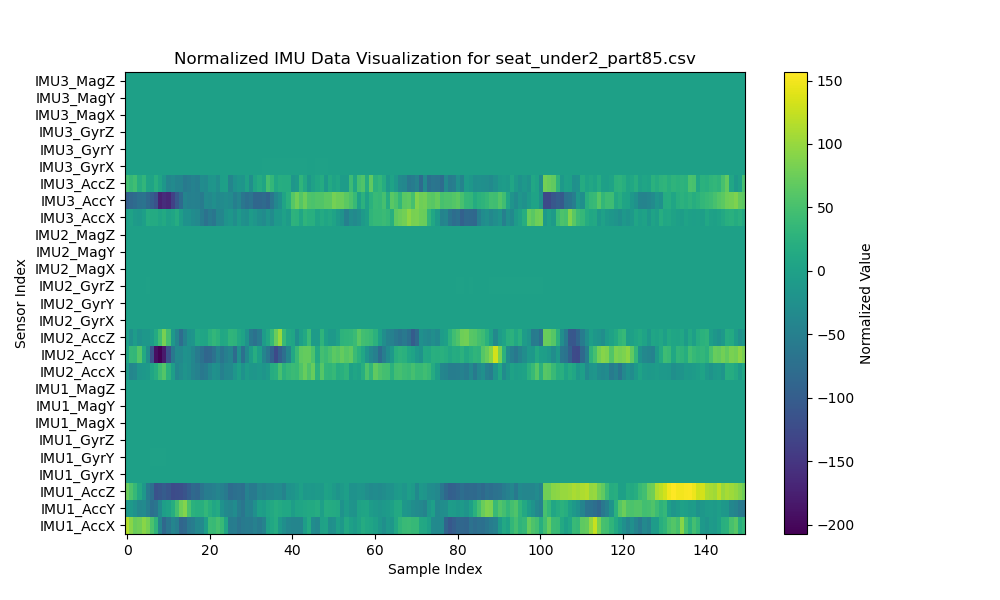 Normalized IMU Data Visualization for seat_under2_part85.csv
IMU3_MagZ
IMU3_MagY
IMU3_MagX
IMU3_GyrZ
IMU3_GyrY
IMU3_GyrX
IMU3_AccZ
IMU3_AccY
IMU3_AccX
IMU2_MagZ
IMU2_MagY
IMU2_MagX
IMU2_GyrZ
IMU2_GyrY
IMU2_GyrX
IMU2_AccZ
IMU2_AccY
IMU2_AccX
IMU1_MagZ
IMU1_MagY
IMU1_MagX
IMU1_GyrZ
IMU1_GyrY
IMU1_GyrX
IMU1_AccZ
IMU1_AccY
IMU1_AccX
Sensor Index
0 20 40 60 80 100 120 140
Sample Index
150
100
50
0
−50
−100
−150
−200
Normalized Value